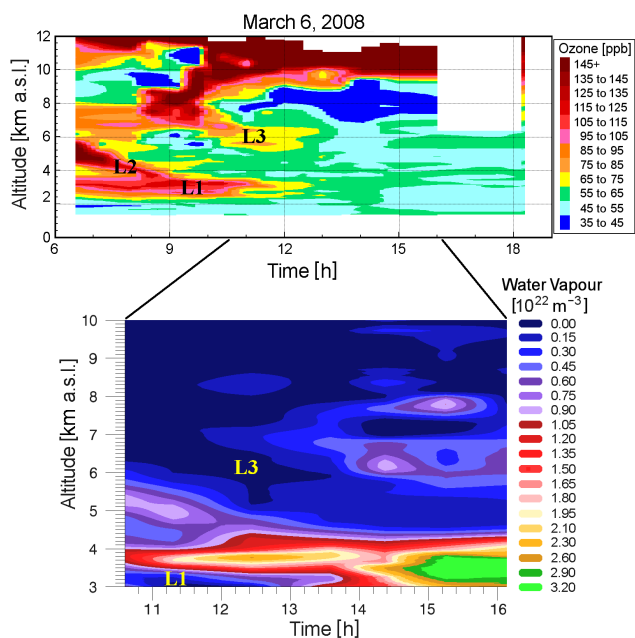 March 6, 2008
Altitude [km a.s.l.]
12
10
8
6
4
2
0
L3
L2
L1
6
9
12
15
18
Time [h]
Ozone [ppb]
145+
135 to 145
125 to 135
115 to 125
105 to 115
95 to 105
85 to 95
75 to 85
65 to 75
55 to 65
45 to 55
35 to 45
Altitude [km a.s.l.]
10
9
8
7
6
5
4
3
L3
L1
11
12
13
14
15
16
Time [h]
Water Vapour
[10²² m⁻³]
0.00
0.15
0.30
0.45
0.60
0.75
0.90
1.05
1.20
1.35
1.50
1.65
1.80
1.95
2.10
2.30
2.60
2.90
3.20